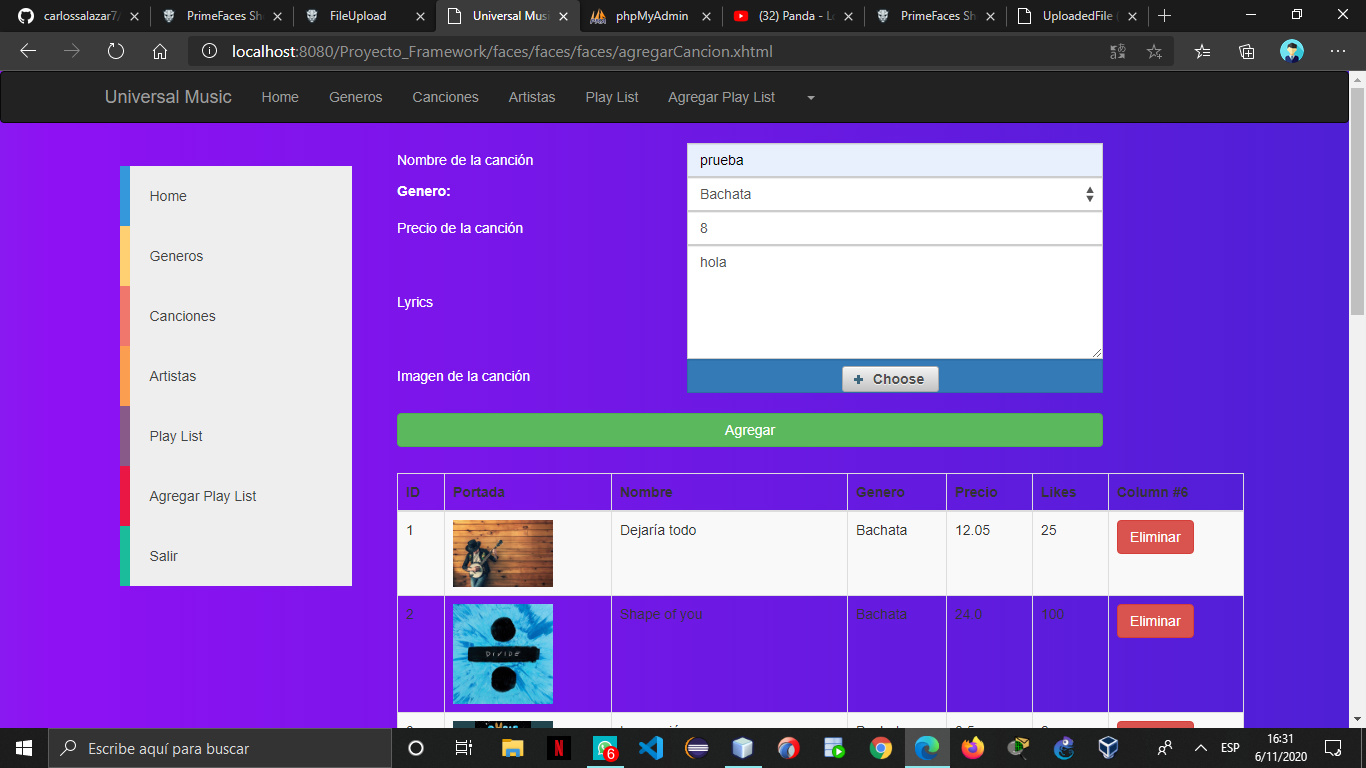 carlossalazar7/
PrimeFaces Sh
FileUpload
Universal Musi
phpMyAdmin
(32) Panda - L
PrimeFaces Sh
UploadedFile (
localhost:8080/Proyecto_Framework/faces/faces/faces/agregarCancion.xhtml
Universal Music Home Generos Canciones Artistas Play List Agregar Play List
Home
Generos
Canciones
Artistas
Play List
Agregar Play List
Salir
Nombre de la canción prueba
Genero: Bachata
Precio de la canción 8
Lyrics hola
Imagen de la canción Choose
Agregar
ID Portada Nombre Genero Precio Likes Column #6
1 Dejaría todo Bachata 12.05 25 Eliminar
2 DIVIDE Shape of you Bachata 24.0 100 Eliminar
Escribe aquí para buscar
6
ESP
16:31
6/11/2020